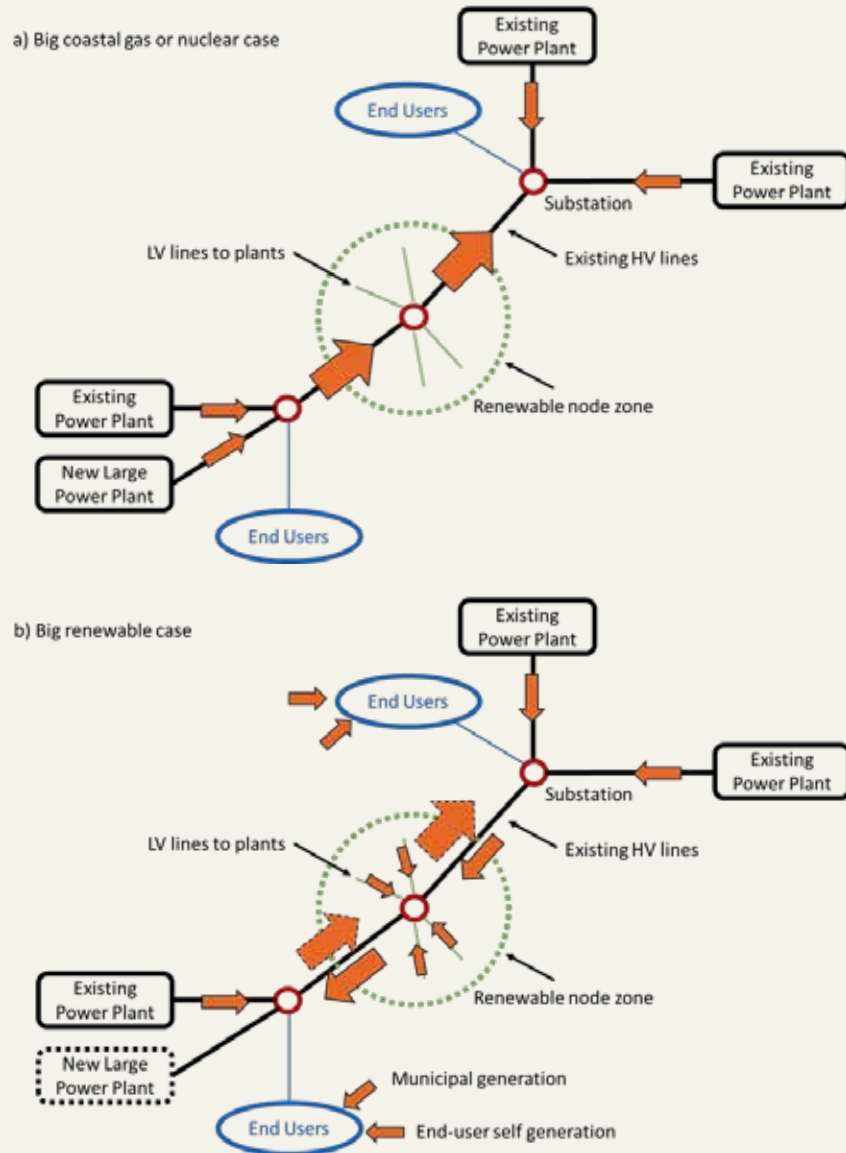 a) Big coastal gas or nuclear case
Existing
Power Plant
End Users
Existing
Power Plant
Substation
LV lines to plants
Existing HV lines
Existing
Power Plant
Renewable node zone
New Large
Power Plant
End Users
b) Big renewable case
Existing
Power Plant
End Users
Existing
Power Plant
Substation
LV lines to plants
Existing HV lines
Existing
Power Plant
Renewable node zone
New Large
Power Plant
Municipal generation
End Users
End-user self generation